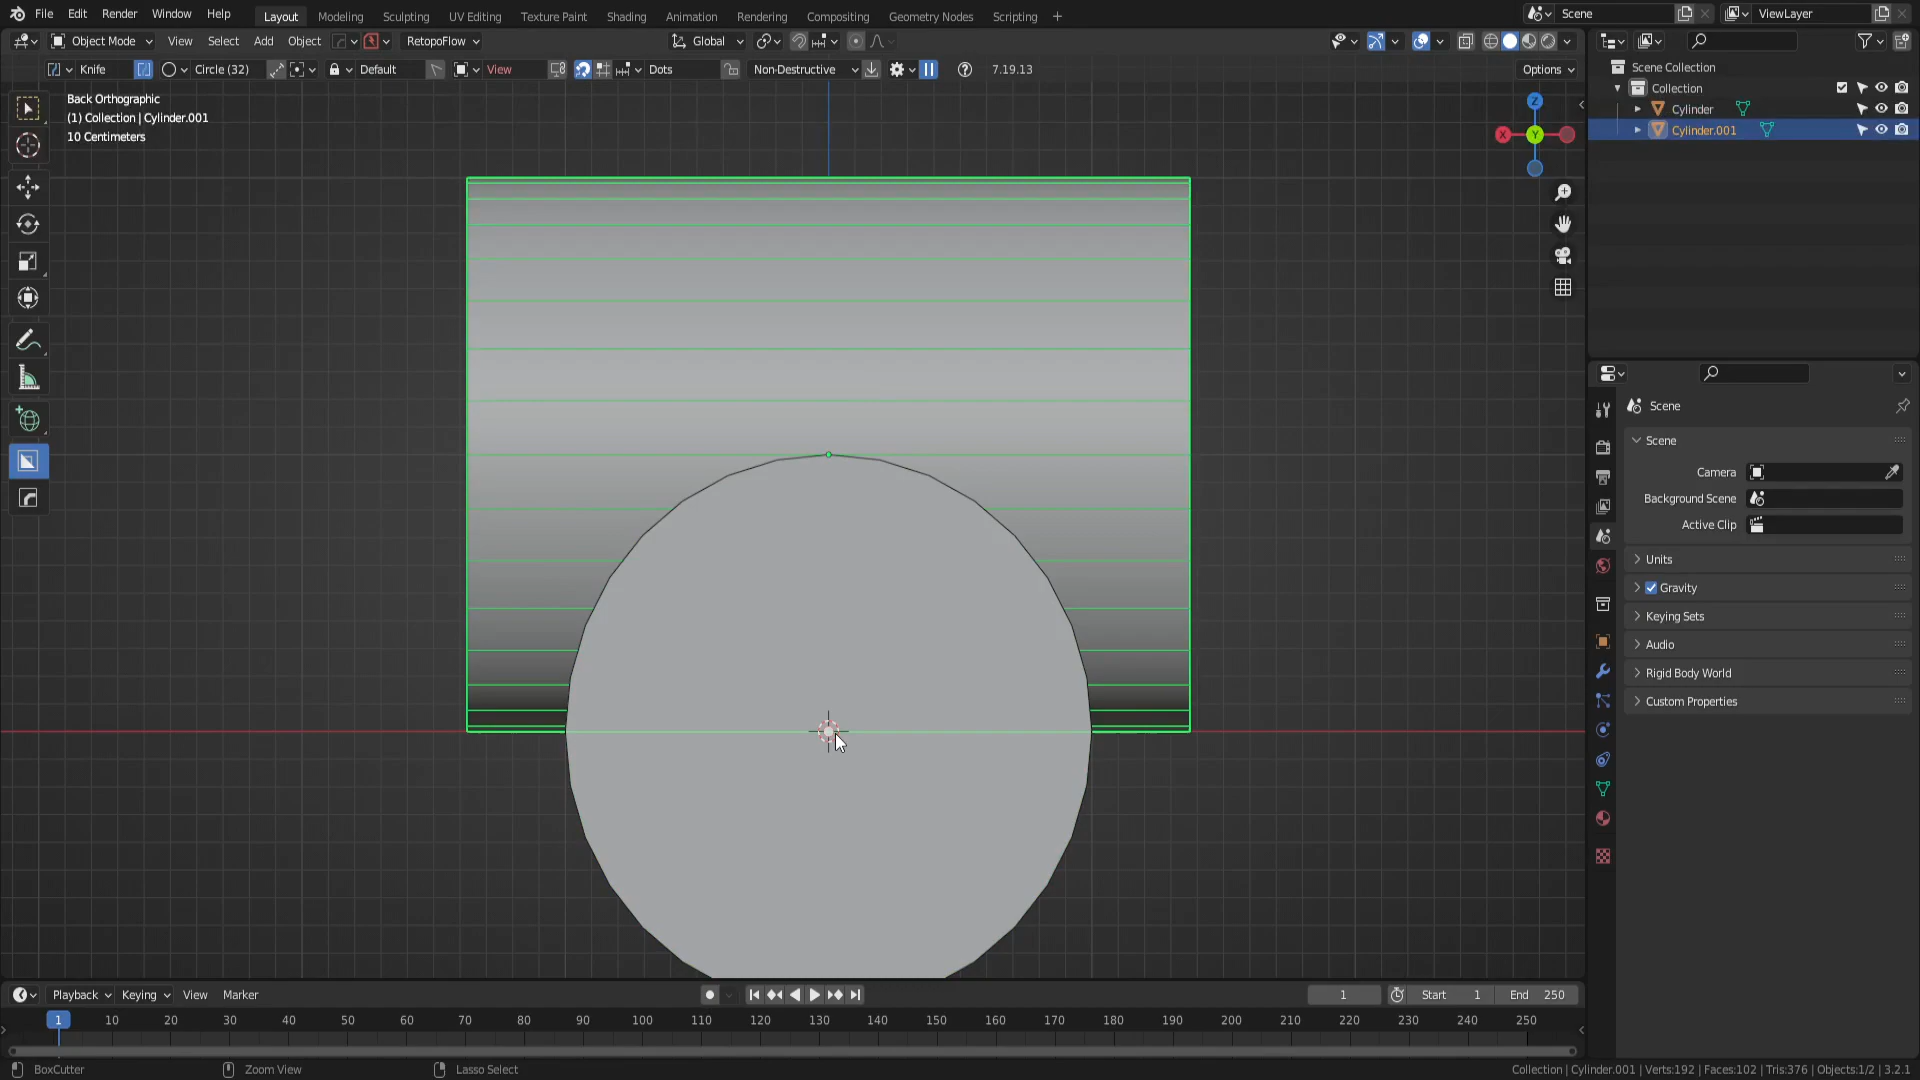 File Edit Render Window Help Layout Modeling Sculpting UV Editing Texture Paint Shading Animation Rendering Compositing Geometry Nodes Scripting + Scene ViewLayer
Object Mode View Select Add Object RetopoFlow Global
Knife Circle (32) Default View Dots Non-Destructive 7.19.13 Options
Back Orthographic
(1) Collection | Cylinder.001
10 Centimeters
Z
X
Y
Scene Collection
Collection
Cylinder
Cylinder.001
Scene
Scene
Camera
Background Scene
Active Clip
Units
Gravity
Keying Sets
Audio
Rigid Body World
Custom Properties
Playback Keying View Marker 1 Start 1 End 250
1 10 20 30 40 50 60 70 80 90 100 110 120 130 140 150 160 170 180 190 200 210 220 230 240 250
BoxCutter Zoom View Lasso Select Collection | Cylinder.001 | Verts:192 | Faces:102 | Tris:376 | Objects:1/2 | 3.2.1